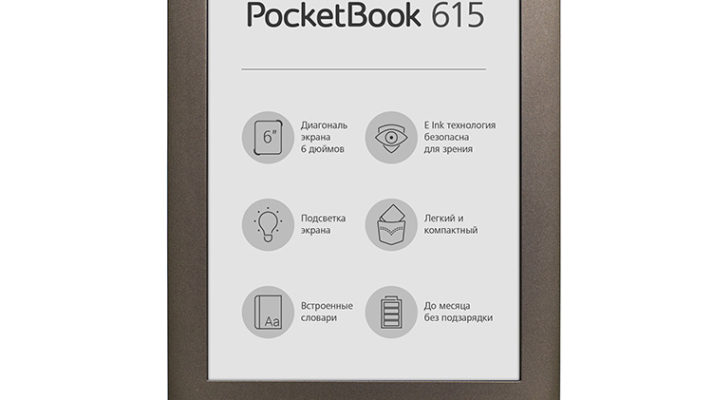 PocketBook 615
6"
Диагональ
экрана
6 дюймов
E Ink технология
безопасна
для зрения
Подсветка
экрана
Легкий и
компактный
Aa
Встроенные
словари
До месяца
без подзарядки